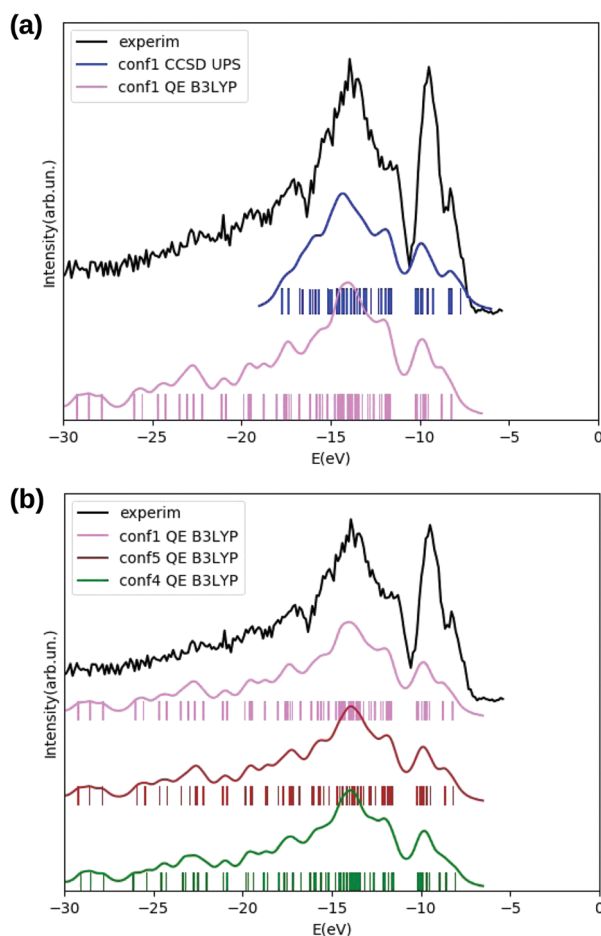 (a)
experim
conf1 CCSD UPS
conf1 QE B3LYP
Intensity(arb.un.)
−30 −25 −20 −15 −10 −5 0
E(eV)
(b)
experim
conf1 QE B3LYP
conf5 QE B3LYP
conf4 QE B3LYP
Intensity(arb.un.)
−30 −25 −20 −15 −10 −5 0
E(eV)